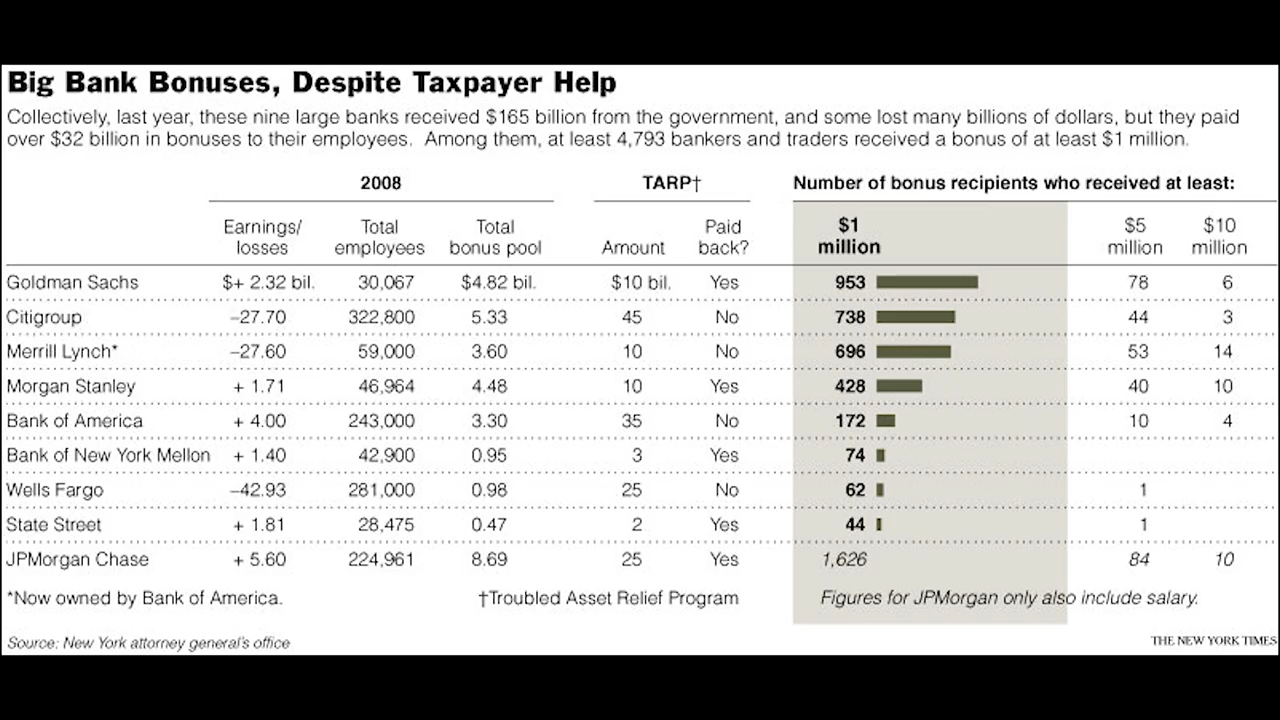 Big Bank Bonuses, Despite Taxpayer Help
Collectively, last year, these nine large banks received $165 billion from the government, and some lost many billions of dollars, but they paid
over $32 billion in bonuses to their employees. Among them, at least 4,793 bankers and traders received a bonus of at least $1 million.
2008 TARP† Number of bonus recipients who received at least:
Earnings/ Total Total Paid $1 $5 $10
losses employees bonus pool Amount back? million million million
Goldman Sachs $+ 2.32 bil. 30,067 $4.82 bil. $10 bil. Yes 953 78 6
Citigroup –27.70 322,800 5.33 45 No 738 44 3
Merrill Lynch* –27.60 59,000 3.60 10 No 696 53 14
Morgan Stanley + 1.71 46,964 4.48 10 Yes 428 40 10
Bank of America + 4.00 243,000 3.30 35 No 172 10 4
Bank of New York Mellon + 1.40 42,900 0.95 3 Yes 74
Wells Fargo –42.93 281,000 0.98 25 No 62 1
State Street + 1.81 28,475 0.47 2 Yes 44 1
JPMorgan Chase + 5.60 224,961 8.69 25 Yes 1,626 84 10
*Now owned by Bank of America. †Troubled Asset Relief Program Figures for JPMorgan only also include salary.
Source: New York attorney general's office THE NEW YORK TIMES